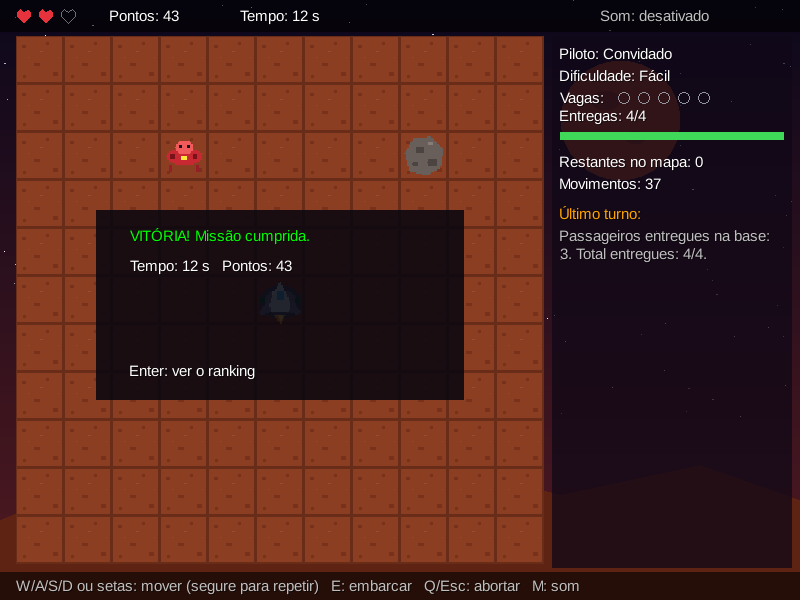 Pontos: 43 Tempo: 12 s Som: desativado
Piloto: Convidado
Dificuldade: Fácil
Vagas:
Entregas: 4/4
Restantes no mapa: 0
Movimentos: 37
Último turno:
Passageiros entregues na base:
3. Total entregues: 4/4.
VITÓRIA! Missão cumprida.
Tempo: 12 s Pontos: 43
Enter: ver o ranking
W/A/S/D ou setas: mover (segure para repetir) E: embarcar Q/Esc: abortar M: som